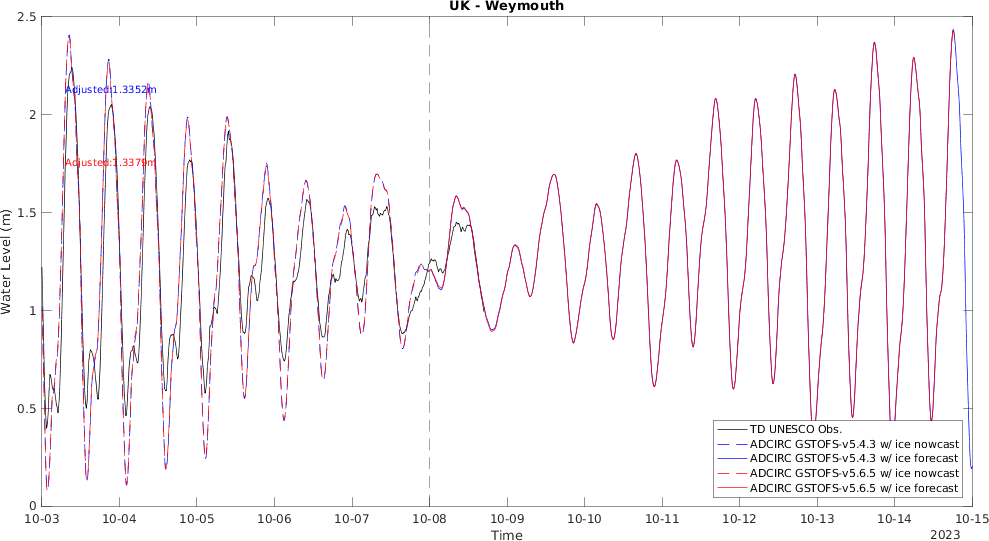 UK - Weymouth
2.5
2
1.5
1
0.5
0
Water Level (m)
Adjusted:1.3352m
Adjusted:1.3379m
10-03
10-04
10-05
10-06
10-07
10-08
10-09
10-10
10-11
10-12
10-13
10-14
10-15
Time
2023
TD UNESCO Obs.
ADCIRC GSTOFS-v5.4.3 w/ ice nowcast
ADCIRC GSTOFS-v5.4.3 w/ ice forecast
ADCIRC GSTOFS-v5.6.5 w/ ice nowcast
ADCIRC GSTOFS-v5.6.5 w/ ice forecast